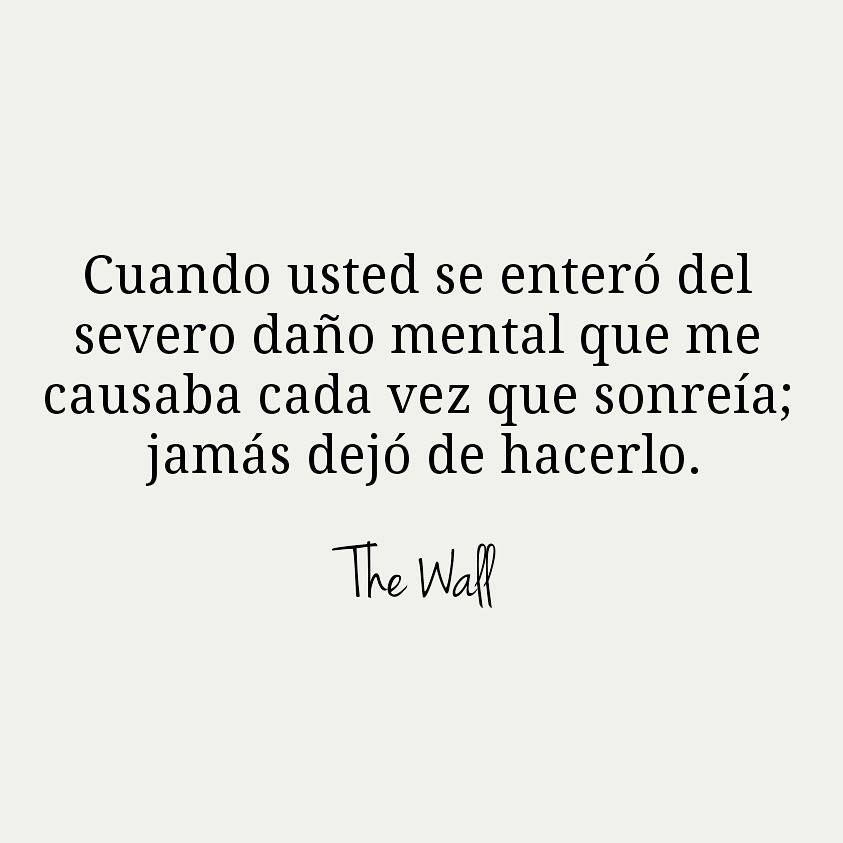 Cuando usted se enteró del
severo daño mental que me
causaba cada vez que sonreía;
jamás dejó de hacerlo.
The Wall